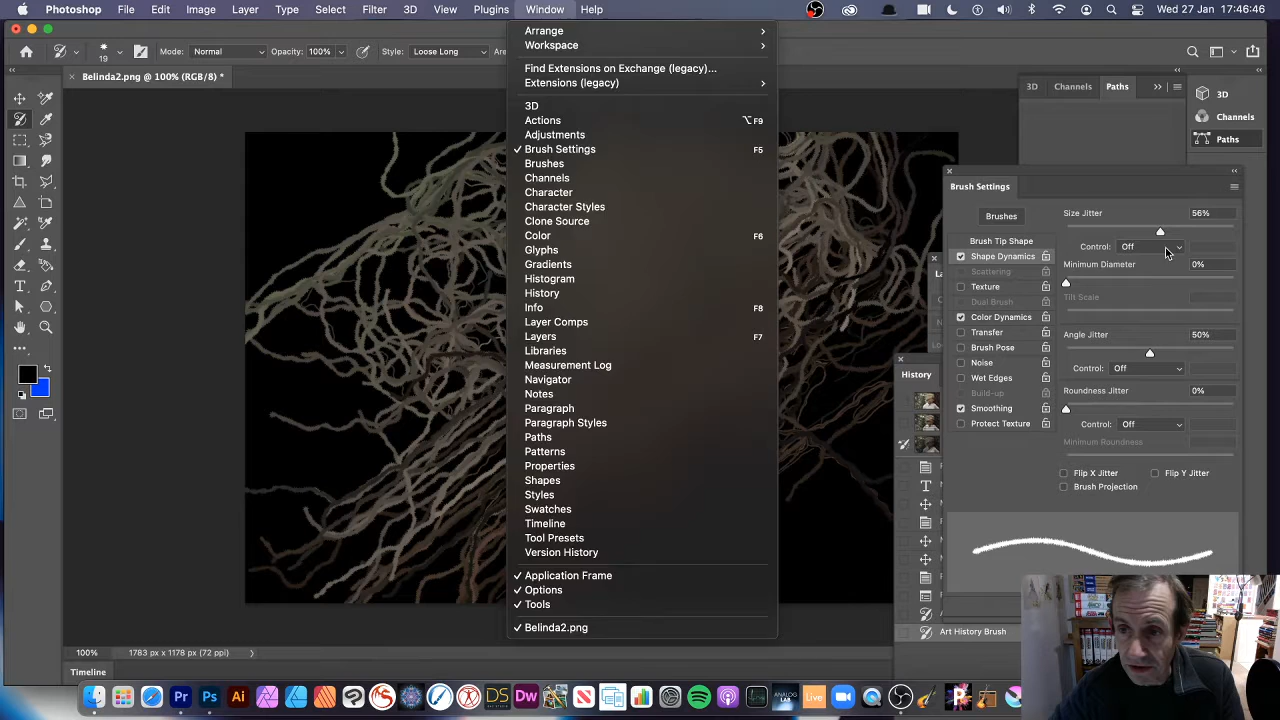 Photoshop File Edit Image Layer Type Select Filter 3D View Plugins Window Help Wed 27 Jan 17:46:46
19 Mode: Normal Opacity: 100% Style: Loose Long
Belinda2.png @ 100% (RGB/8) *
Arrange
Workspace
Find Extensions on Exchange (legacy)...
Extensions (legacy)
3D
Actions ⌥F9
Adjustments
Brush Settings F5
Brushes
Channels
Character
Character Styles
Clone Source
Color F6
Glyphs
Gradients
Histogram
History
Info F8
Layer Comps
Layers F7
Libraries
Measurement Log
Navigator
Notes
Paragraph
Paragraph Styles
Paths
Patterns
Properties
Shapes
Styles
Swatches
Timeline
Tool Presets
Version History
Application Frame
Options
Tools
Belinda2.png
3D Channels Paths
3D
Channels
Paths
Brush Settings
Brushes
Brush Tip Shape
Shape Dynamics
Scattering
Texture
Dual Brush
Color Dynamics
Transfer
Brush Pose
Noise
Wet Edges
Build-up
Smoothing
Protect Texture
Size Jitter 56%
Control: Off
Minimum Diameter 0%
Tilt Scale
Angle Jitter 50%
Control: Off
Roundness Jitter 0%
Control: Off
Minimum Roundness
Flip X Jitter Flip Y Jitter
Brush Projection
History
Art History Brush
100% 1783 px x 1178 px (72 ppi)
Timeline
Pr Ps Ai DS Dw Live